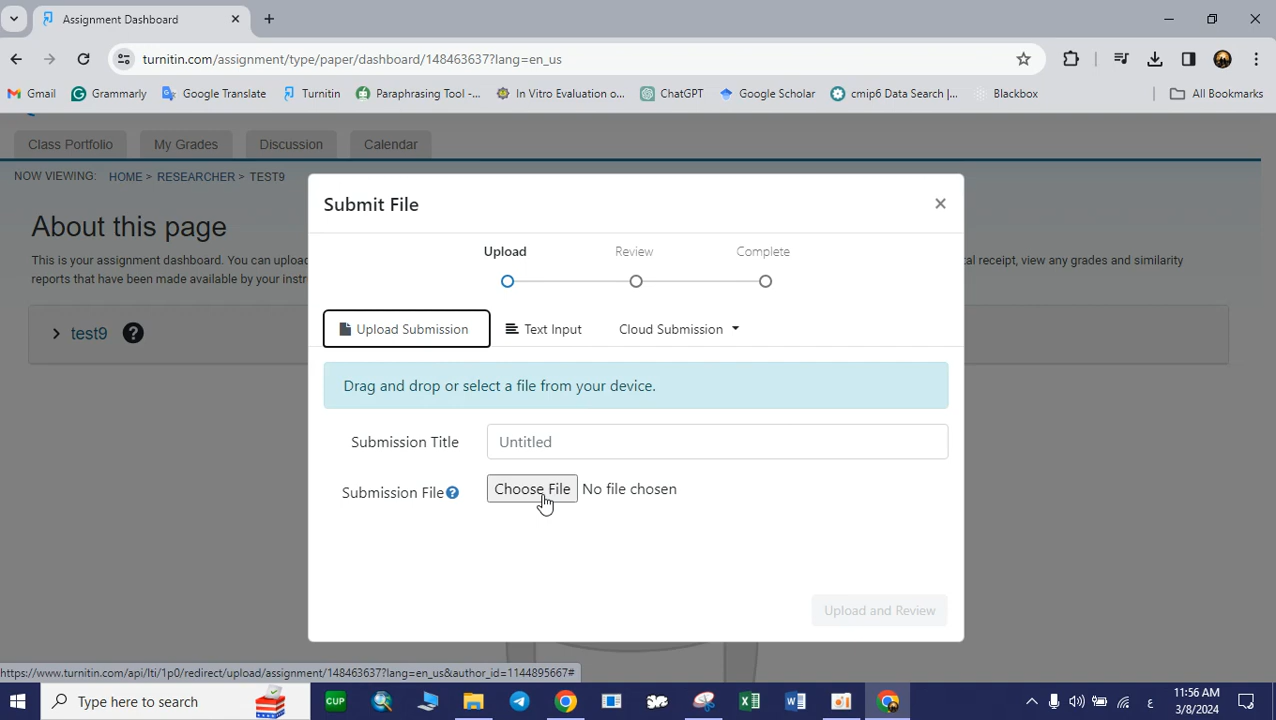 Assignment Dashboard
turnitin.com/assignment/type/paper/dashboard/148463637?lang=en_us
Gmail
Grammarly
Google Translate
Turnitin
Paraphrasing Tool -...
In Vitro Evaluation o...
ChatGPT
Google Scholar
cmip6 Data Search |...
Blackbox
All Bookmarks
Class Portfolio
My Grades
Discussion
Calendar
NOW VIEWING: HOME > RESEARCHER > TEST9
About this page
This is your assignment dashboard. You can uploa
al receipt, view any grades and similarity
reports that have been made available by your inst
test9 ?
Submit File
Upload
Review
Complete
Upload Submission
Text Input
Cloud Submission
Drag and drop or select a file from your device.
Submission Title
Untitled
Submission File ?
Choose File No file chosen
Upload and Review
https://www.turnitin.com/api/lti/1p0/redirect/upload/assignment/148463637?lang=en_us&author_id=1144895667#
Type here to search
CUP
ع
11:56 AM
3/8/2024